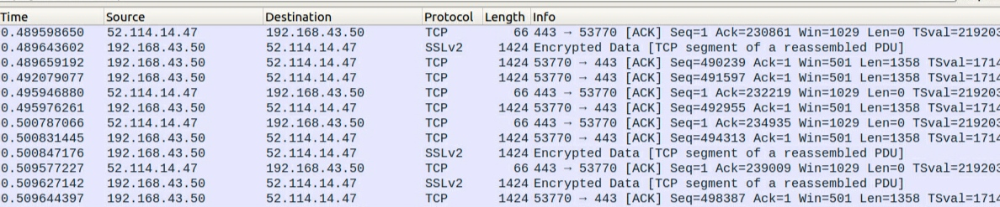 Time Source Destination Protocol Length Info
0.489598650 52.114.14.47 192.168.43.50 TCP 66 443 → 53770 [ACK] Seq=1 Ack=230861 Win=1029 Len=0 TSval=219203
0.489643602 192.168.43.50 52.114.14.47 SSLv2 1424 Encrypted Data [TCP segment of a reassembled PDU]
0.489659192 192.168.43.50 52.114.14.47 TCP 1424 53770 → 443 [ACK] Seq=490239 Ack=1 Win=501 Len=1358 TSval=1714
0.492079077 192.168.43.50 52.114.14.47 TCP 1424 53770 → 443 [ACK] Seq=491597 Ack=1 Win=501 Len=1358 TSval=1714
0.495946880 52.114.14.47 192.168.43.50 TCP 66 443 → 53770 [ACK] Seq=1 Ack=232219 Win=1029 Len=0 TSval=219203
0.495976261 192.168.43.50 52.114.14.47 TCP 1424 53770 → 443 [ACK] Seq=492955 Ack=1 Win=501 Len=1358 TSval=1714
0.500787066 52.114.14.47 192.168.43.50 TCP 66 443 → 53770 [ACK] Seq=1 Ack=234935 Win=1029 Len=0 TSval=219203
0.500831445 192.168.43.50 52.114.14.47 TCP 1424 53770 → 443 [ACK] Seq=494313 Ack=1 Win=501 Len=1358 TSval=1714
0.500847176 192.168.43.50 52.114.14.47 SSLv2 1424 Encrypted Data [TCP segment of a reassembled PDU]
0.509577227 52.114.14.47 192.168.43.50 TCP 66 443 → 53770 [ACK] Seq=1 Ack=239009 Win=1029 Len=0 TSval=219203
0.509627142 192.168.43.50 52.114.14.47 SSLv2 1424 Encrypted Data [TCP segment of a reassembled PDU]
0.509644397 192.168.43.50 52.114.14.47 TCP 1424 53770 → 443 [ACK] Seq=498387 Ack=1 Win=501 Len=1358 TSval=1714